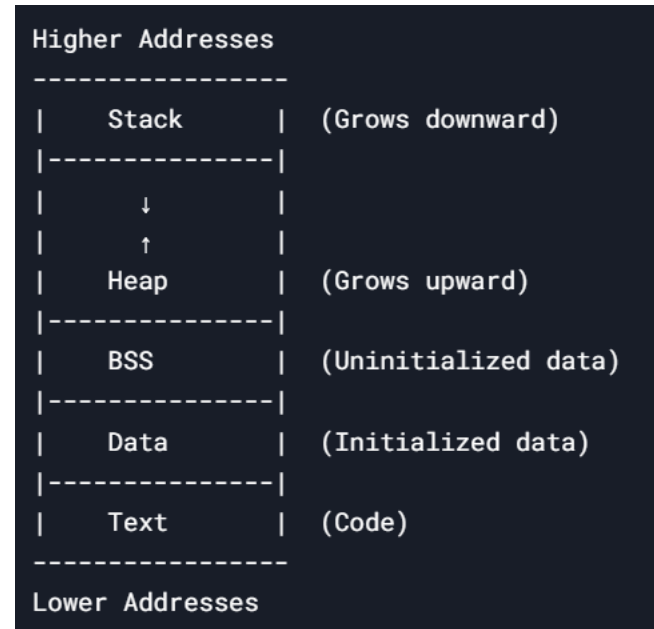 Higher Addresses
-----------------
|    Stack      |  (Grows downward)
|---------------|
|      ↓        |
|      ↑        |
|    Heap       |  (Grows upward)
|---------------|
|    BSS        |  (Uninitialized data)
|---------------|
|    Data       |  (Initialized data)
|---------------|
|    Text       |  (Code)
-----------------
Lower Addresses